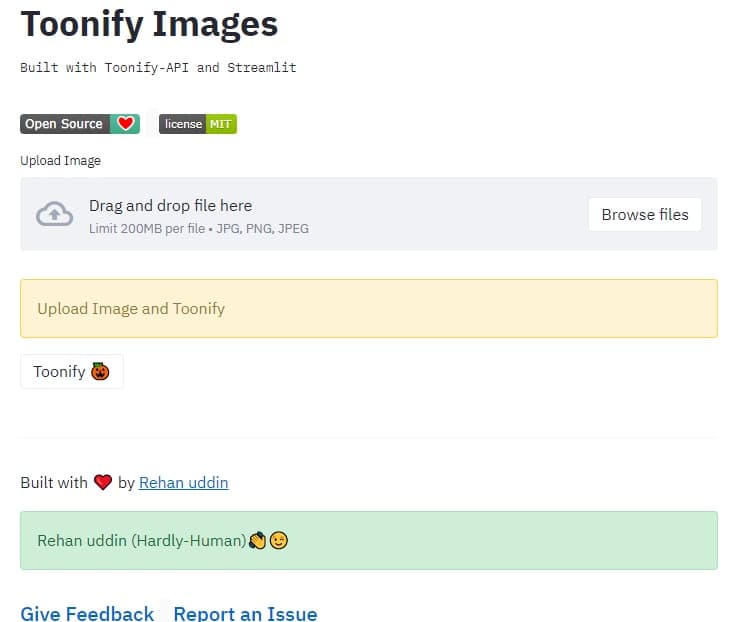 Toonify Images
Built with Toonify-API and Streamlit
Open Source license MIT
Upload Image
Drag and drop file here
Limit 200MB per file • JPG, PNG, JPEG
Browse files
Upload Image and Toonify
Toonify 🎃
Built with ❤️ by Rehan uddin
Rehan uddin (Hardly-Human)👋😉
Give Feedback Report an Issue